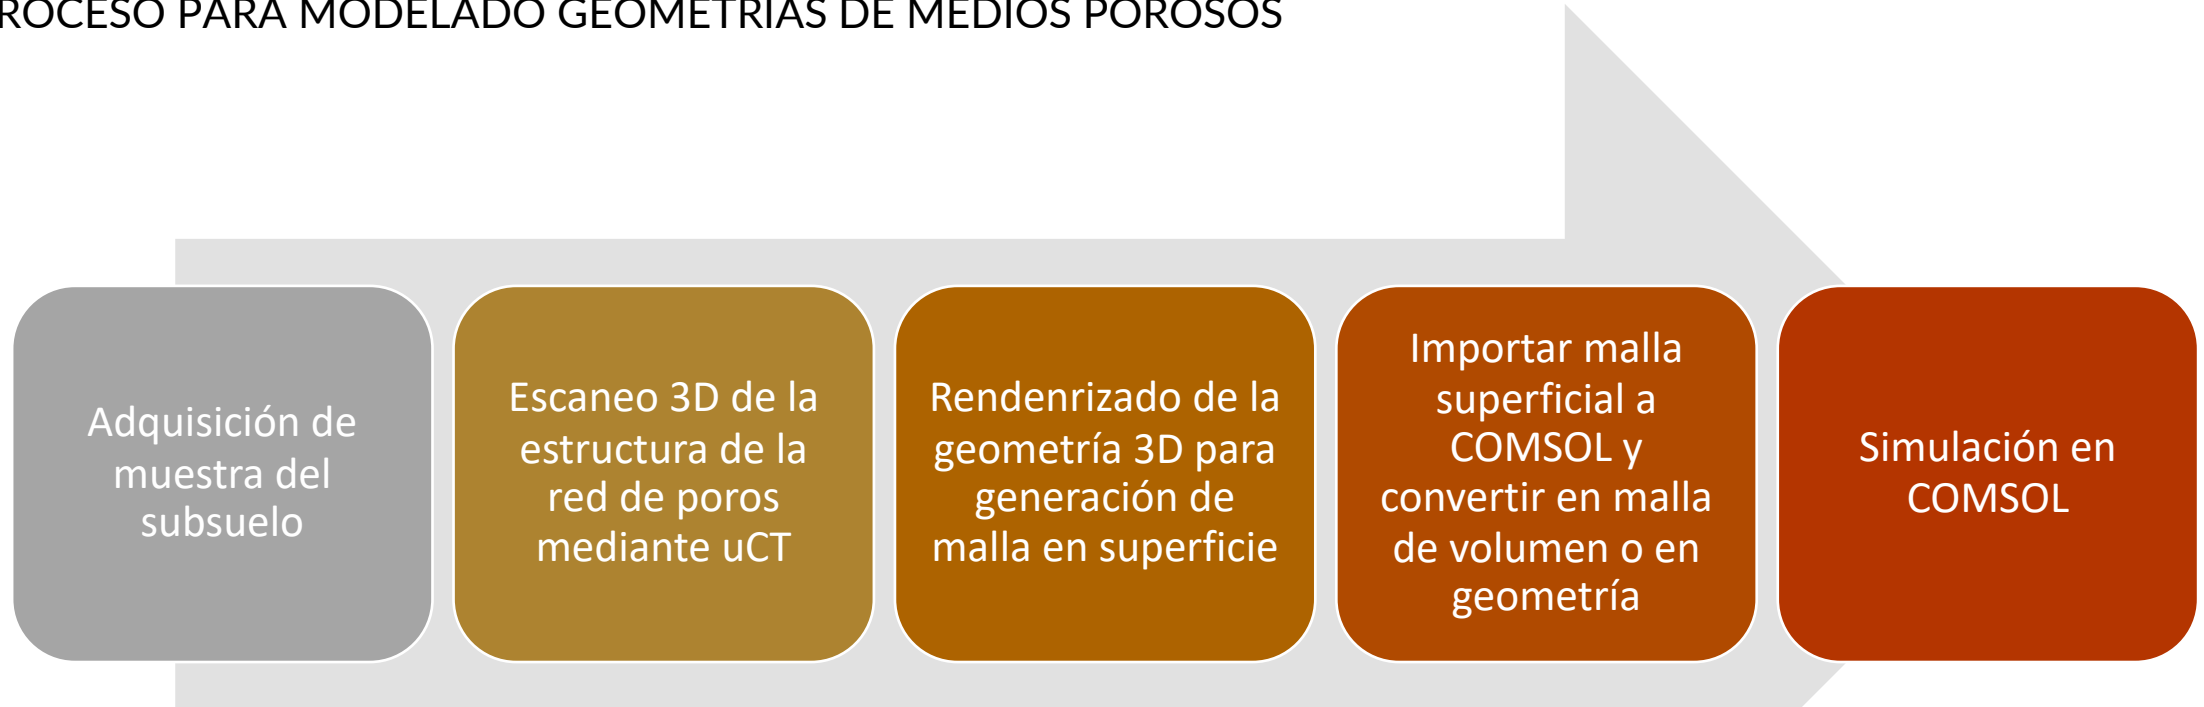 ROCESO PARA MODELADO GEOMETRIAS DE MEDIOS POROSOS
Adquisición de
muestra del
subsuelo
Escaneo 3D de la
estructura de la
red de poros
mediante uCT
Rendenrizado de la
geometría 3D para
generación de
malla en superficie
Importar malla
superficial a
COMSOL y
convertir en malla
de volumen o en
geometría
Simulación en
COMSOL